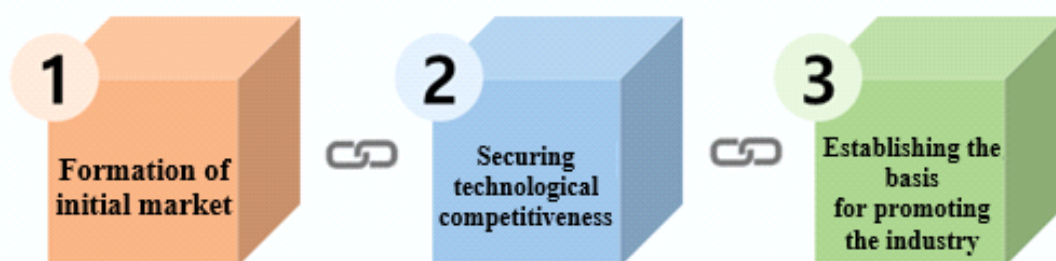 1
Formation of
initial market
2
Securing
technological
competitiveness
3
Establishing the
basis
for promoting
the industry